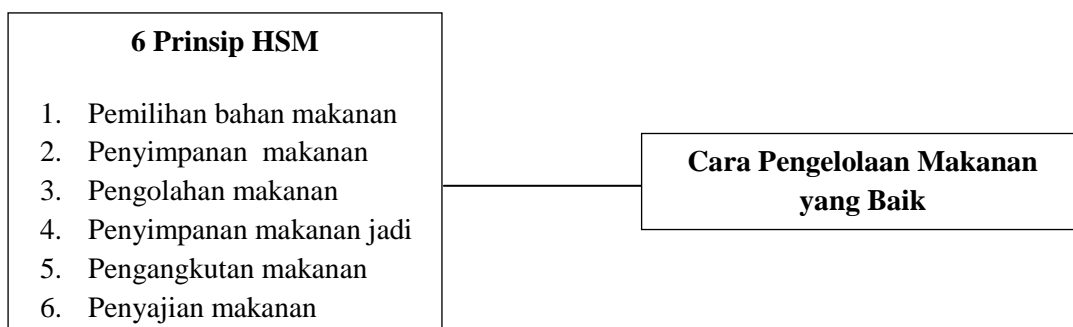 6 Prinsip HSM
1. Pemilihan bahan makanan
2. Penyimpanan makanan
3. Pengolahan makanan
4. Penyimpanan makanan jadi
5. Pengangkutan makanan
6. Penyajian makanan
Cara Pengelolaan Makanan
yang Baik